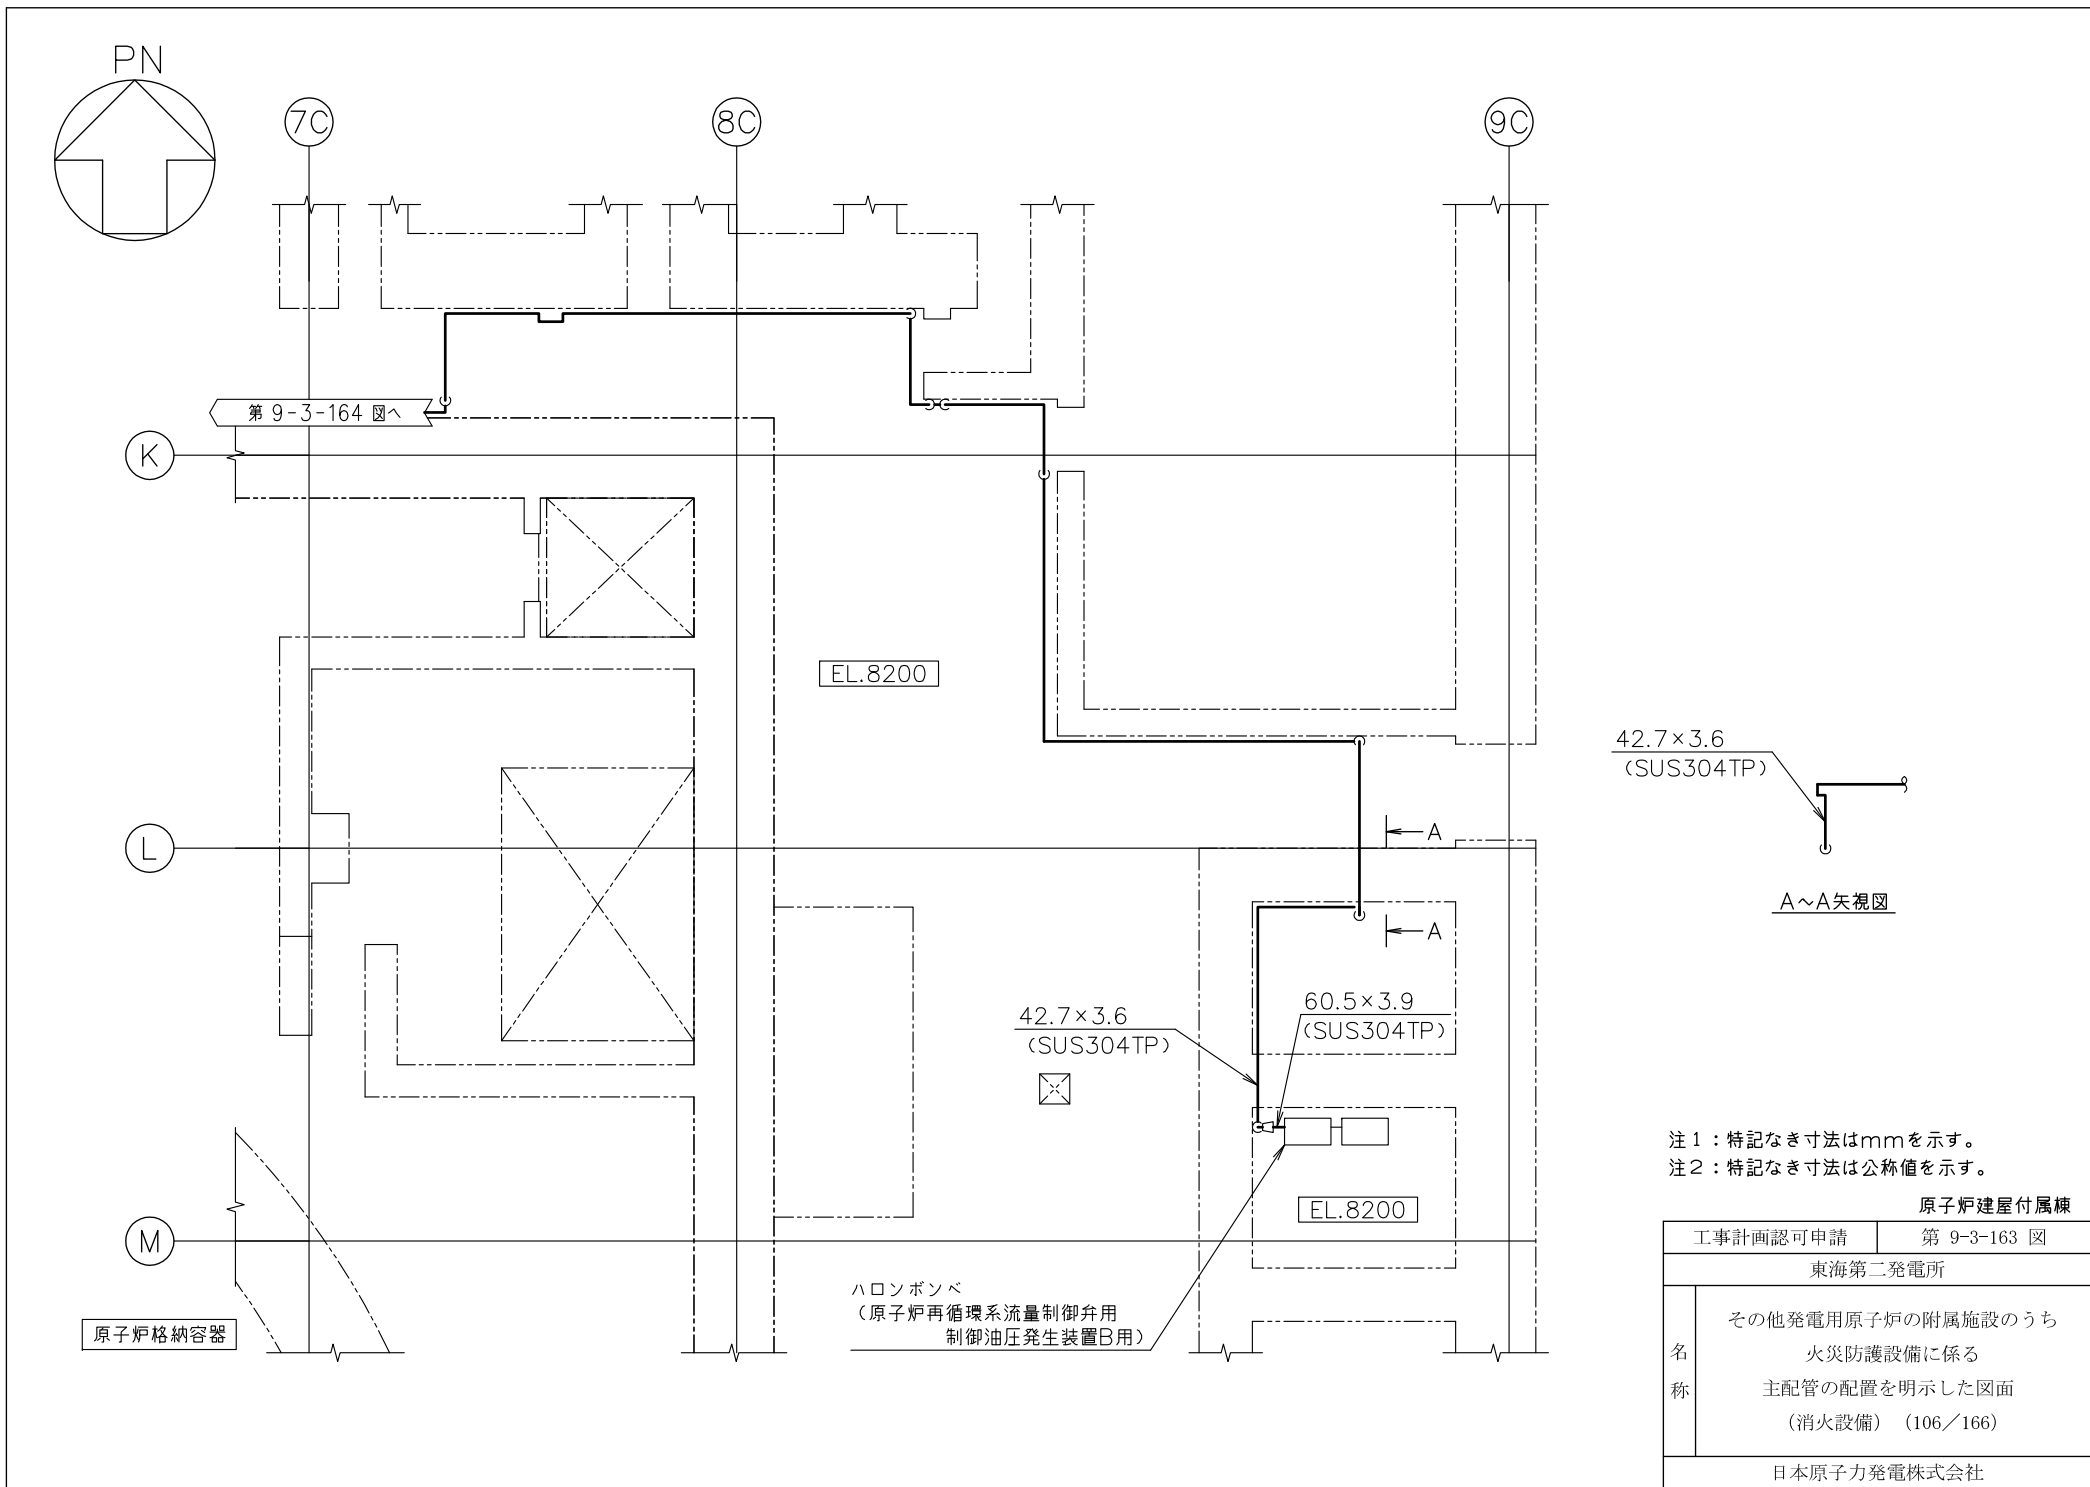 PN
7C
8C
9C
第 9-3-164 図へ
K
EL.8200
42.7×3.6
(SUS304TP)
L
A
A
A～A矢視図
42.7×3.6
(SUS304TP)
60.5×3.9
(SUS304TP)
注1：特記なき寸法はmmを示す。
注2：特記なき寸法は公称値を示す。
EL.8200
M
ハロンボンベ
（原子炉再循環系流量制御弁用
制御油圧発生装置B用）
原子炉格納容器
原子炉建屋付属棟
工事計画認可申請 第 9-3-163 図
東海第二発電所
名称
その他発電用原子炉の附属施設のうち
火災防護設備に係る
主配管の配置を明示した図面
（消火設備）（106／166）
日本原子力発電株式会社